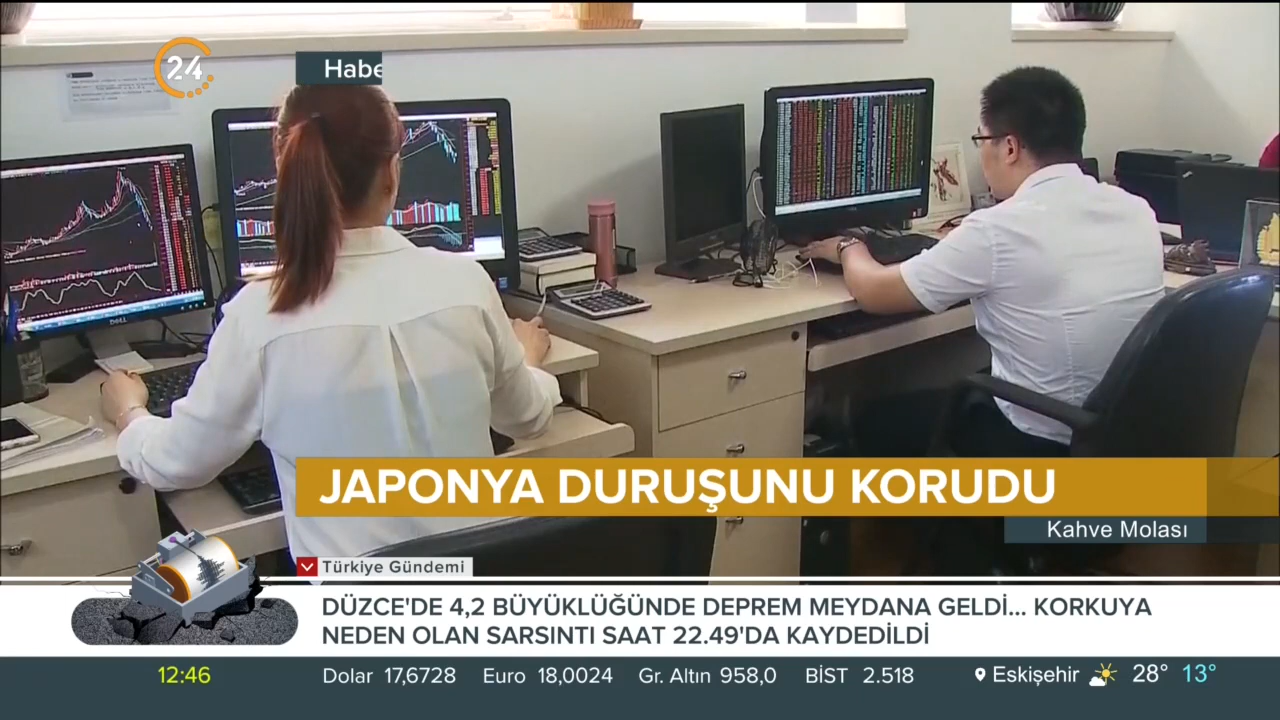 24
Habe
DELL
JAPONYA DURUŞUNU KORUDU
Kahve Molası
Türkiye Gündemi
DÜZCE'DE 4,2 BÜYÜKLÜĞÜNDE DEPREM MEYDANA GELDİ... KORKUYA
NEDEN OLAN SARSINTI SAAT 22.49'DA KAYDEDİLDİ
12:46 Dolar 17,6728 Euro 18,0024 Gr. Altın 958,0 BİST 2.518 Eskişehir 28° 13°